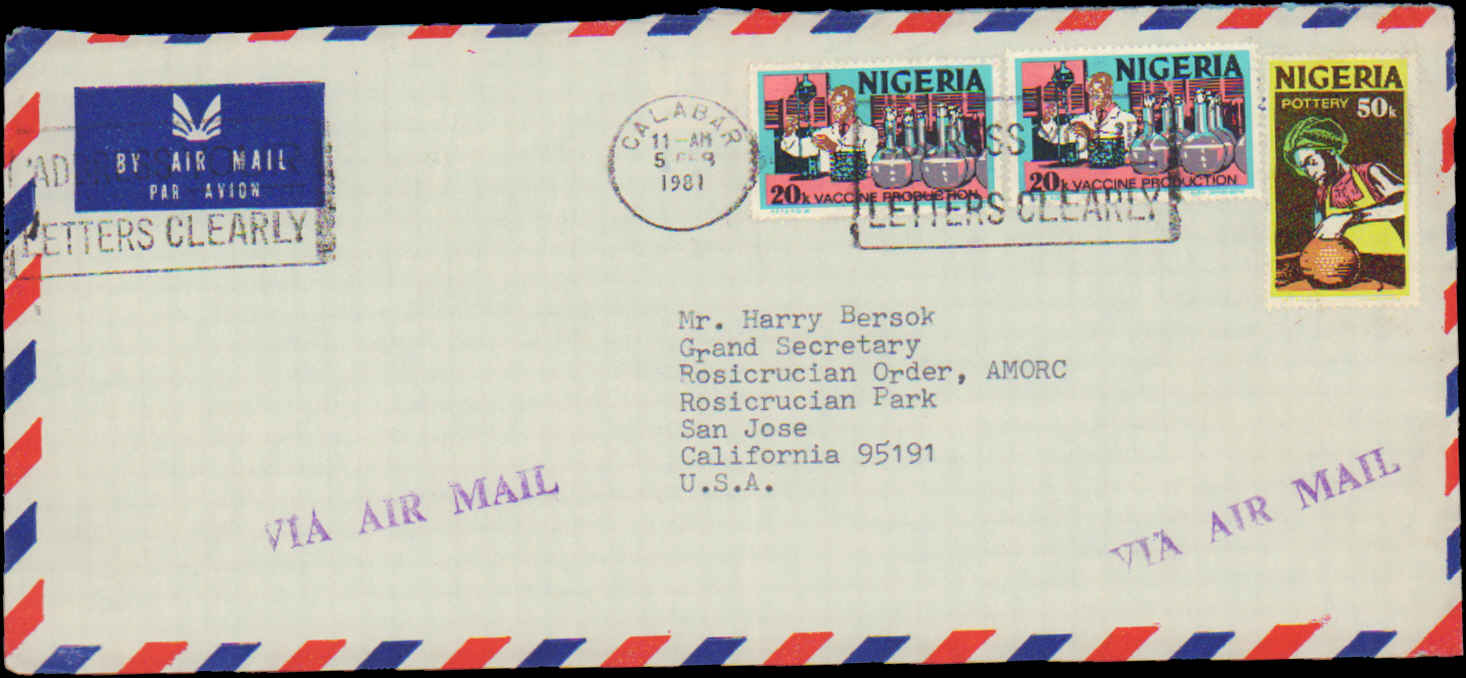 BY AIR MAIL
PAR AVION
LETTERS CLEARLY
CALABAR
11-AM
5 FEB
1981
NIGERIA
20k VACCINE PRODUCTION
NIGERIA
20k VACCINE PRODUCTION
LETTERS CLEARLY
NIGERIA
POTTERY 50k
Mr. Harry Bersok
Grand Secretary
Rosicrucian Order, AMORC
Rosicrucian Park
San Jose
California 95191
U.S.A.
VIA AIR MAIL
VIA AIR MAIL